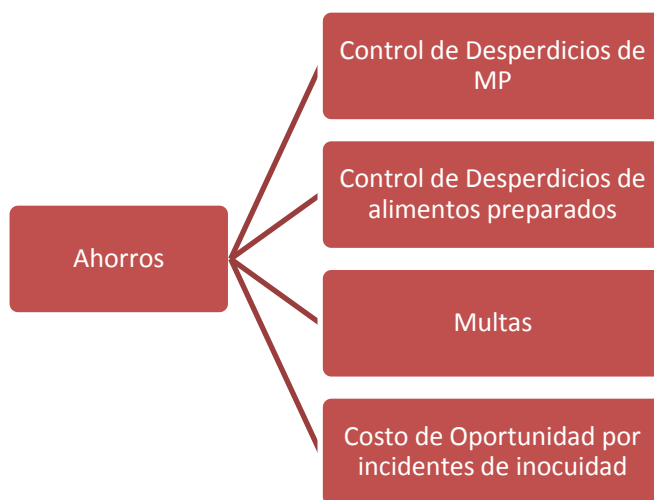 Control de Desperdicios de
MP
Control de Desperdicios de
alimentos preparados
Ahorros
Multas
Costo de Oportunidad por
incidentes de inocuidad